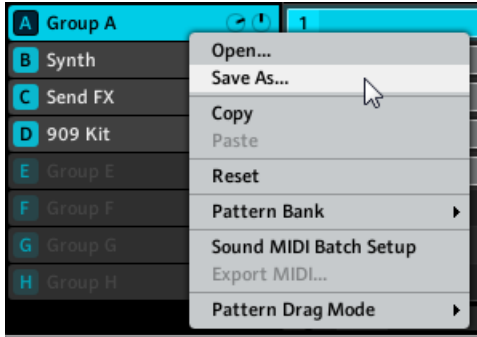 A Group A 1
B Synth
C Send FX
D 909 Kit
E Group E
F Group F
G Group G
H Group H
Open...
Save As...
Copy
Paste
Reset
Pattern Bank
Sound MIDI Batch Setup
Export MIDI...
Pattern Drag Mode